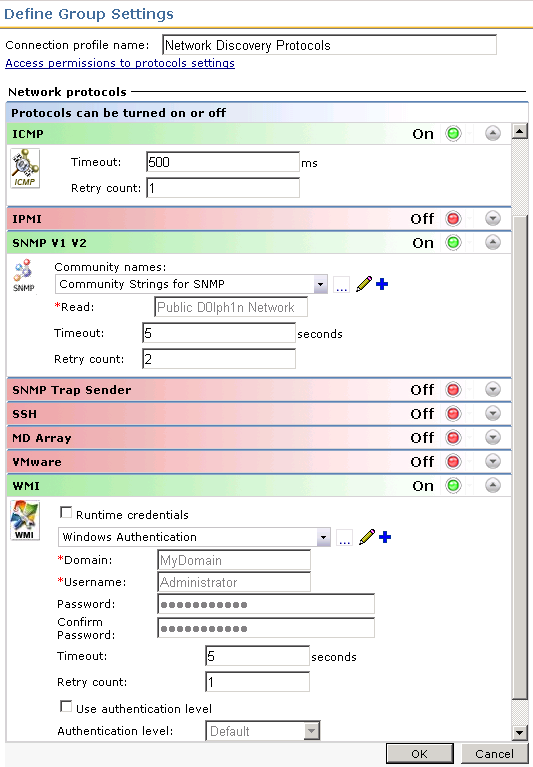 Define Group Settings
Connection profile name: Network Discovery Protocols
Access permissions to protocols settings
Network protocols
Protocols can be turned on or off
ICMP On
ICMP
Timeout: 500 ms
Retry count: 1
IPMI Off
SNMP V1 V2 On
SNMP
Community names:
Community Strings for SNMP ...
*Read: Public D0lph1n Network
Timeout: 5 seconds
Retry count: 2
SNMP Trap Sender Off
SSH Off
MD Array Off
VMware Off
WMI On
WMI
Runtime credentials
Windows Authentication ...
*Domain: MyDomain
*Username: Administrator
Password: ●●●●●●●●●●●
Confirm
Password: ●●●●●●●●●●●
Timeout: 5 seconds
Retry count: 1
Use authentication level
Authentication level: Default
OK Cancel